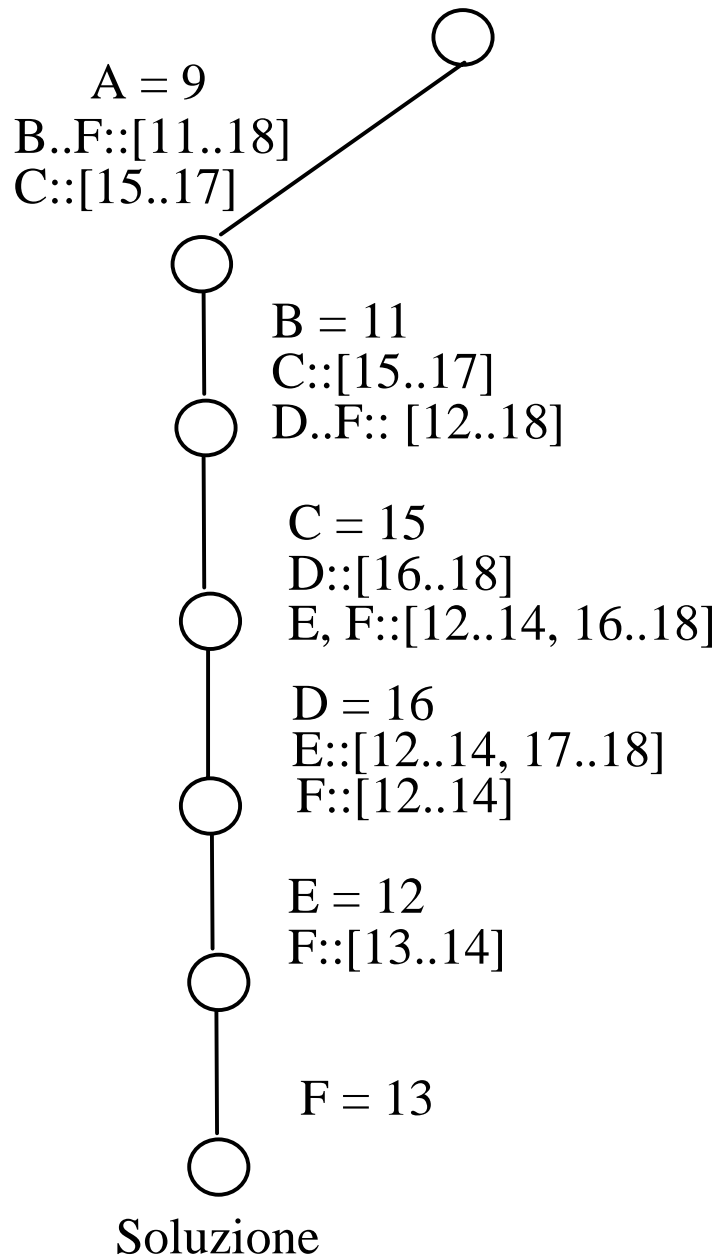 A = 9
B..F::[11..18]
C::[15..17]
B = 11
C::[15..17]
D..F:: [12..18]
C = 15
D::[16..18]
E, F::[12..14, 16..18]
D = 16
E::[12..14, 17..18]
F::[12..14]
E = 12
F::[13..14]
F = 13
Soluzione